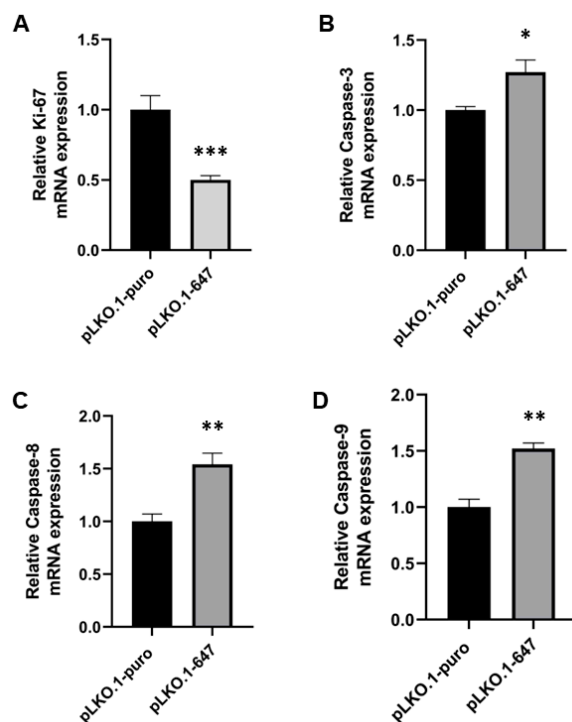 A
Relative Ki-67
mRNA expression
1.5
1.0
0.5
0.0
***
pLKO.1-puro
pLKO.1-647
B
Relative Caspase-3
mRNA expression
1.5
1.0
0.5
0.0
*
pLKO.1-puro
pLKO.1-647
C
Relative Caspase-8
mRNA expression
2.0
1.5
1.0
0.5
0.0
**
pLKO.1-puro
pLKO.1-647
D
Relative Caspase-9
mRNA expression
2.0
1.5
1.0
0.5
0.0
**
pLKO.1-puro
pLKO.1-647